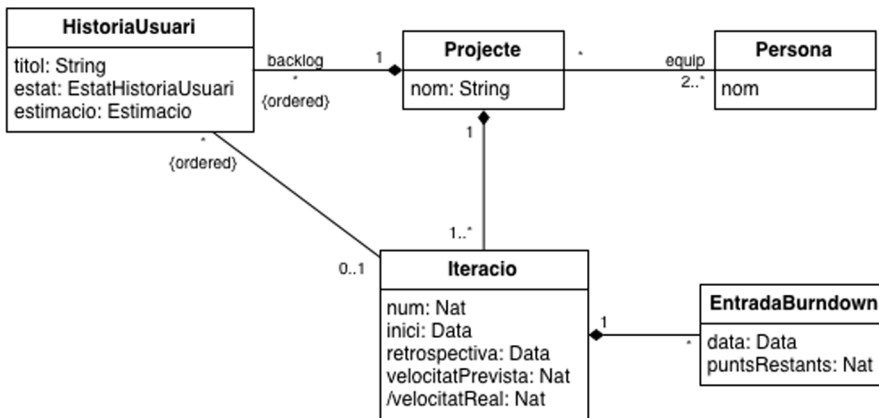 HistoriaUsuari
titol: String
estat: EstatHistoriaUsuari
estimacio: Estimacio
backlog
*
{ordered}
1
Projecte
nom: String
*
equip
2..*
Persona
nom
*
{ordered}
1
1..*
0..1
Iteracio
num: Nat
inici: Data
retrospectiva: Data
velocitatPrevista: Nat
/velocitatReal: Nat
1
*
EntradaBurndown
data: Data
puntsRestants: Nat